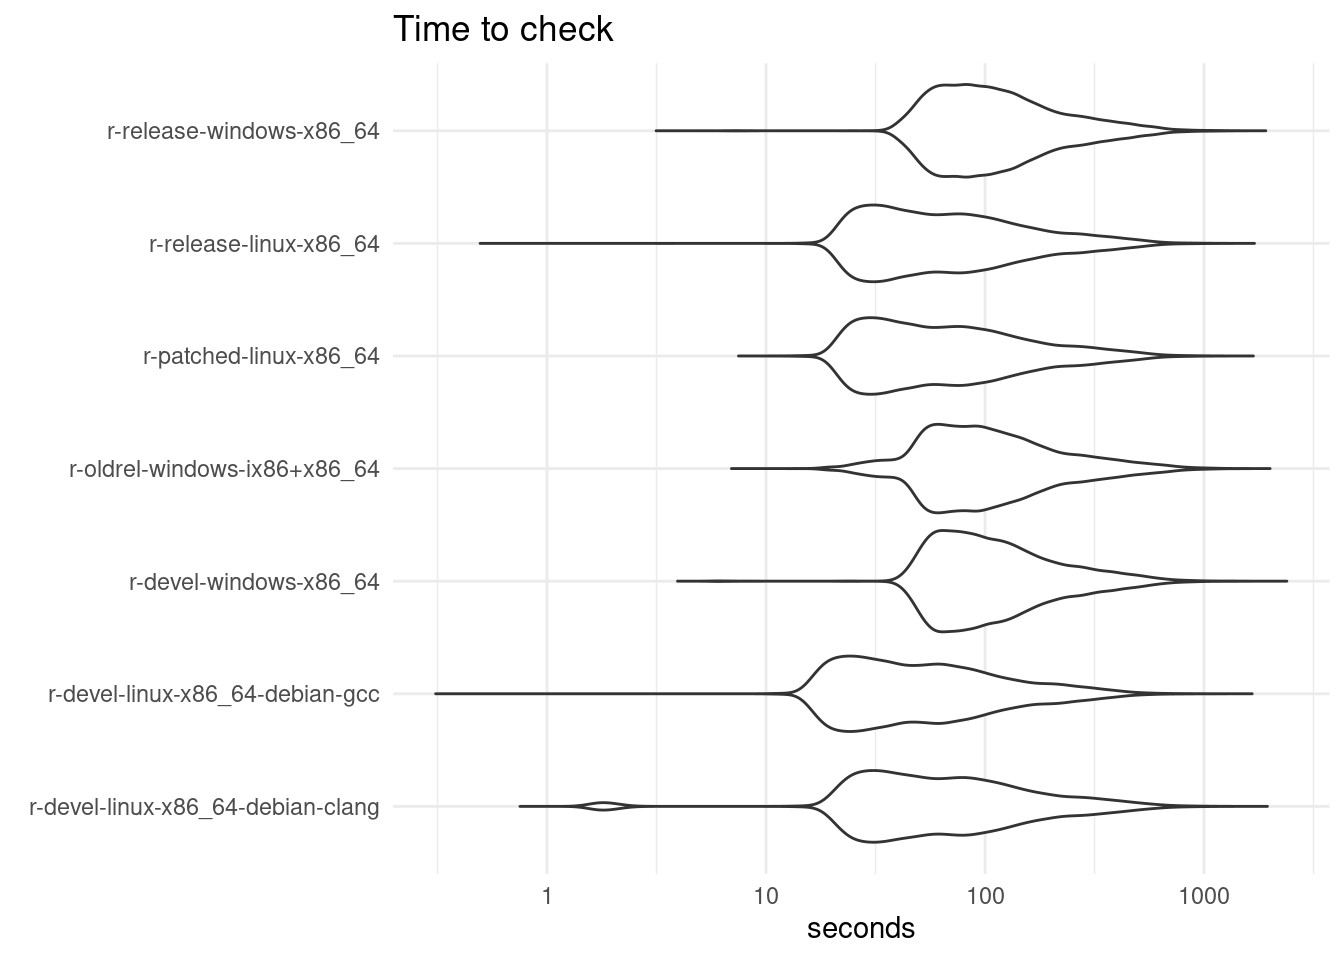 Time to check
r-release-windows-x86_64
r-release-linux-x86_64
r-patched-linux-x86_64
r-oldrel-windows-ix86+x86_64
r-devel-windows-x86_64
r-devel-linux-x86_64-debian-gcc
r-devel-linux-x86_64-debian-clang
1 10 100 1000
seconds